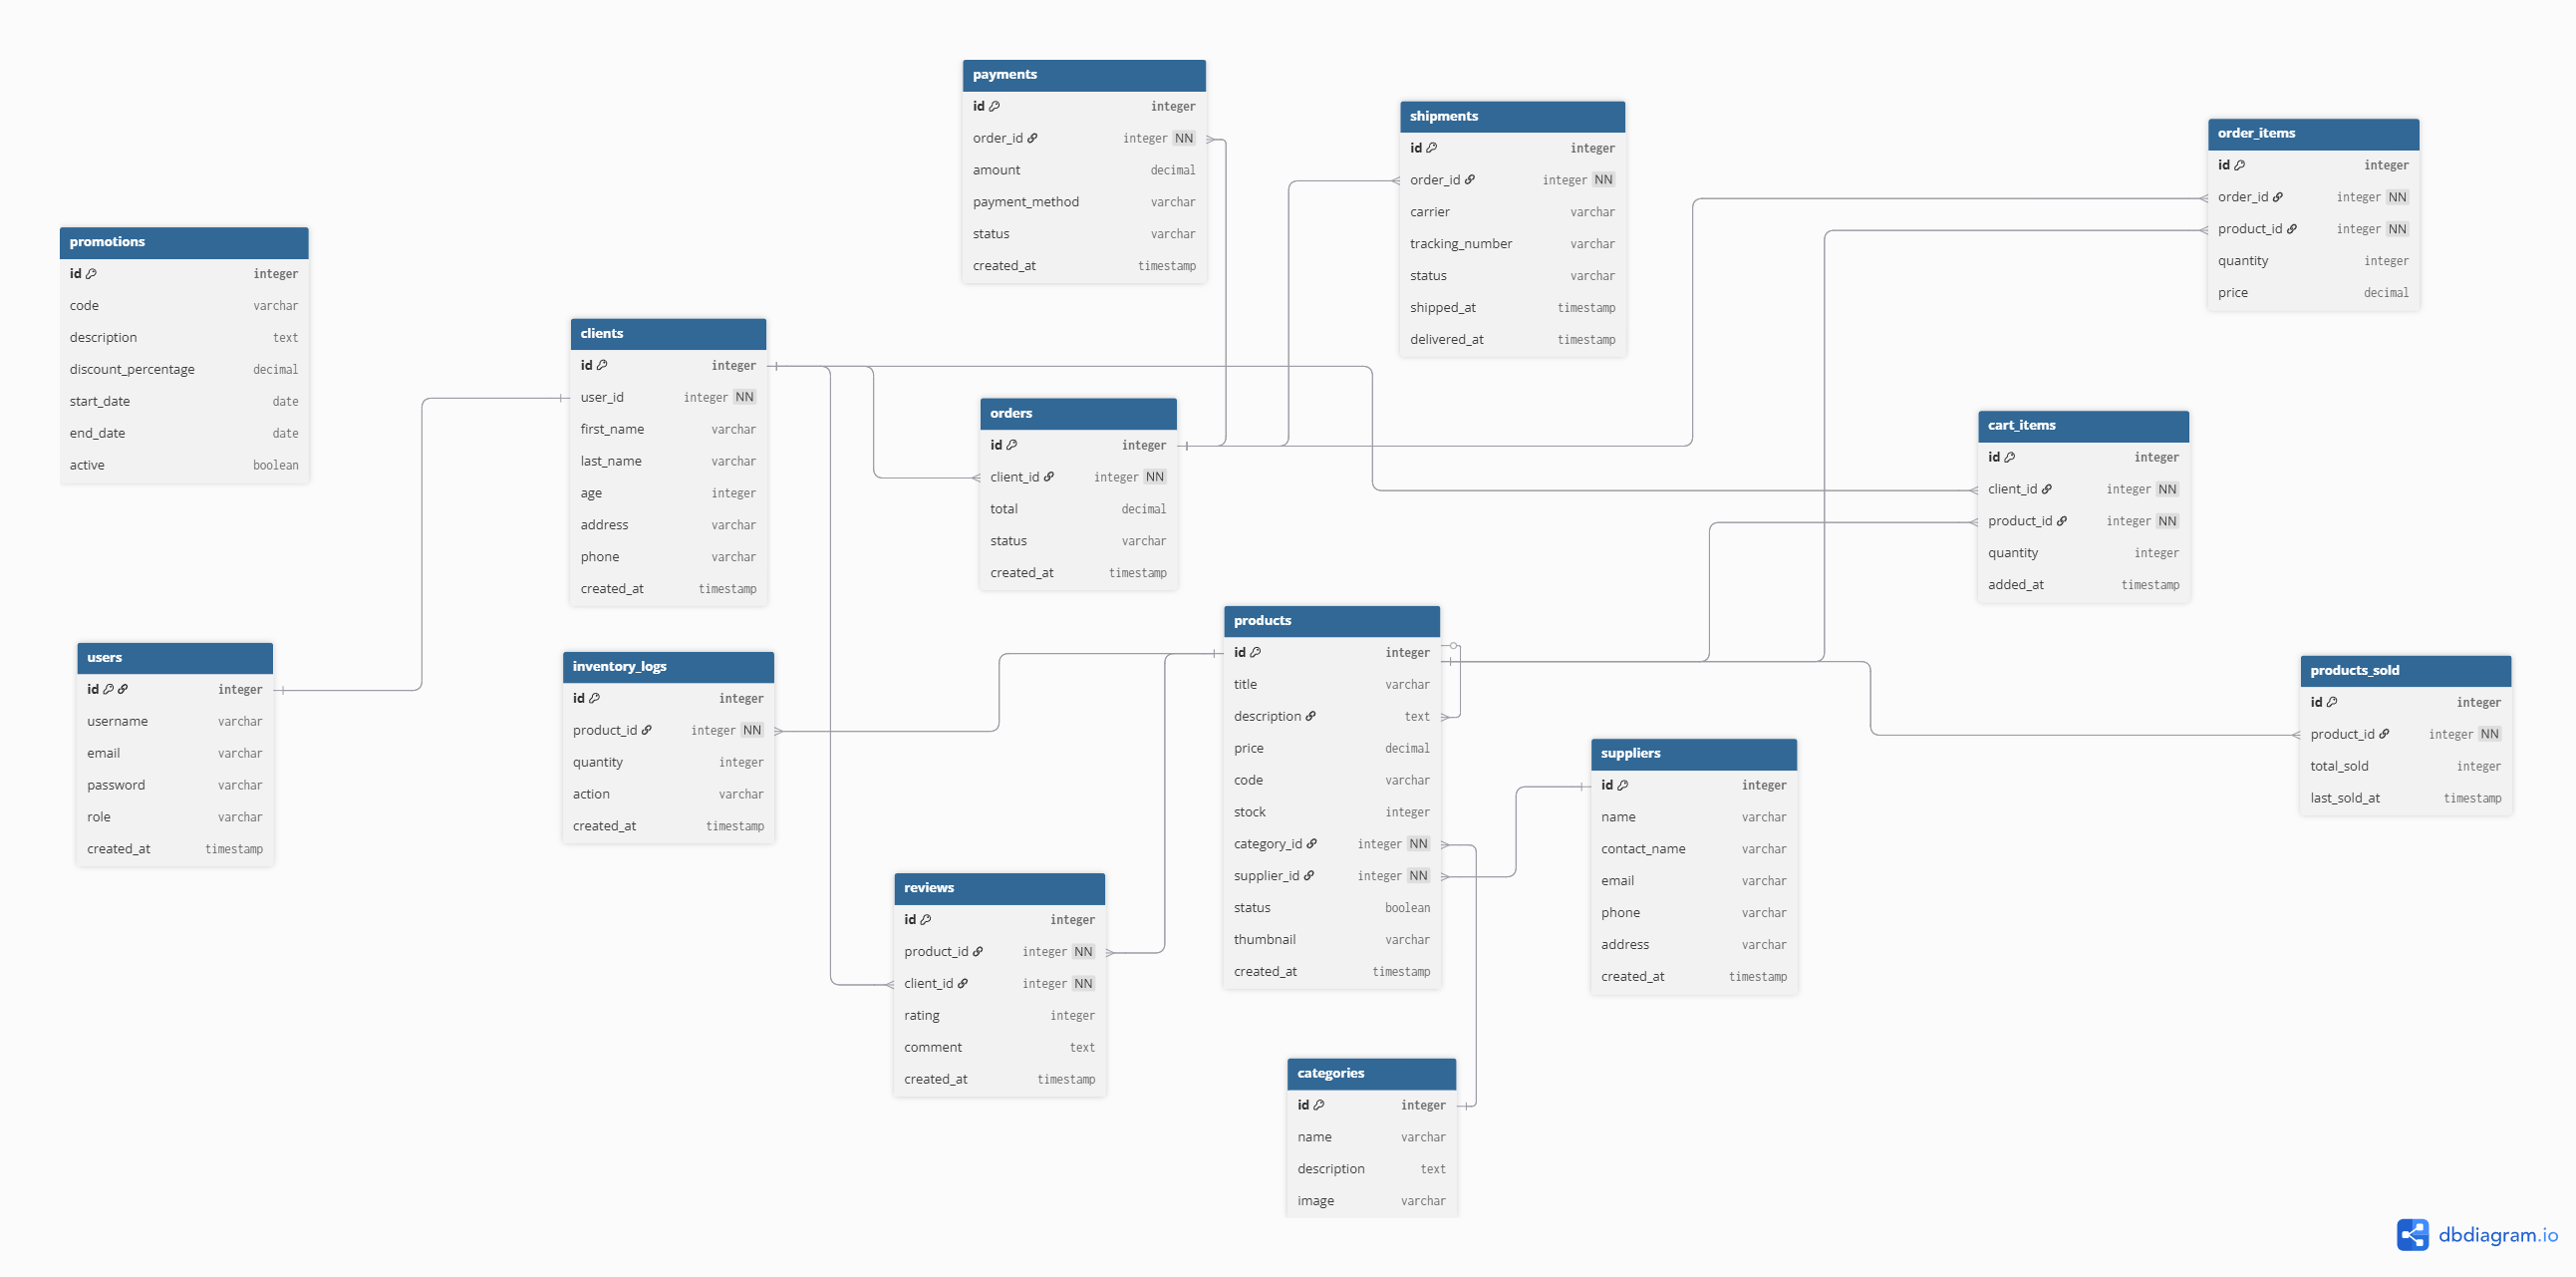 payments
id integer
order_id integer NN
amount decimal
payment_method varchar
status varchar
created_at timestamp
shipments
id integer
order_id integer NN
carrier varchar
tracking_number varchar
status varchar
shipped_at timestamp
delivered_at timestamp
order_items
id integer
order_id integer NN
product_id integer NN
quantity integer
price decimal
promotions
id integer
code varchar
description text
discount_percentage decimal
start_date date
end_date date
active boolean
clients
id integer
user_id integer NN
first_name varchar
last_name varchar
age integer
address varchar
phone varchar
created_at timestamp
orders
id integer
client_id integer NN
total decimal
status varchar
created_at timestamp
cart_items
id integer
client_id integer NN
product_id integer NN
quantity integer
added_at timestamp
users
id integer
username varchar
email varchar
password varchar
role varchar
created_at timestamp
inventory_logs
id integer
product_id integer NN
quantity integer
action varchar
created_at timestamp
products
id integer
title varchar
description text
price decimal
code varchar
stock integer
category_id integer NN
supplier_id integer NN
status boolean
thumbnail varchar
created_at timestamp
products_sold
id integer
product_id integer NN
total_sold integer
last_sold_at timestamp
suppliers
id integer
name varchar
contact_name varchar
email varchar
phone varchar
address varchar
created_at timestamp
reviews
id integer
product_id integer NN
client_id integer NN
rating integer
comment text
created_at timestamp
categories
id integer
name varchar
description text
image varchar
dbdiagram.io